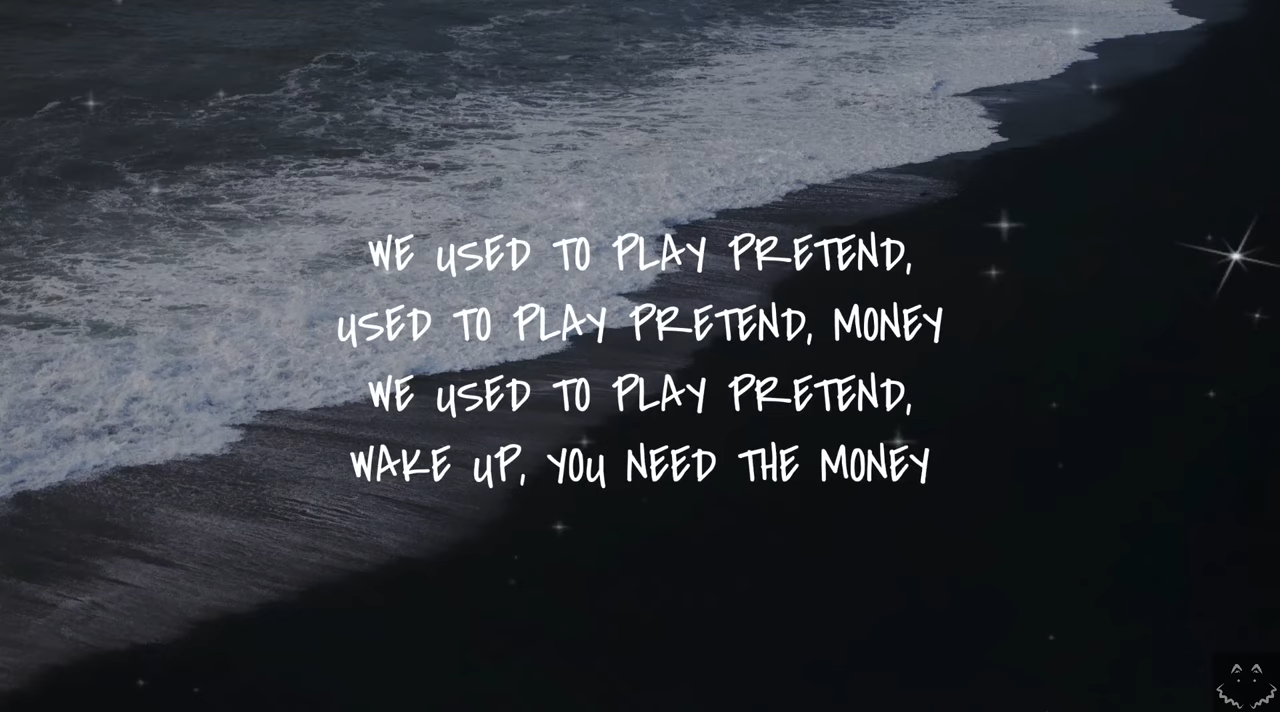 WE USED TO PLAY PRETEND,
USED TO PLAY PRETEND, MONEY
WE USED TO PLAY PRETEND,
WAKE UP, YOU NEED THE MONEY